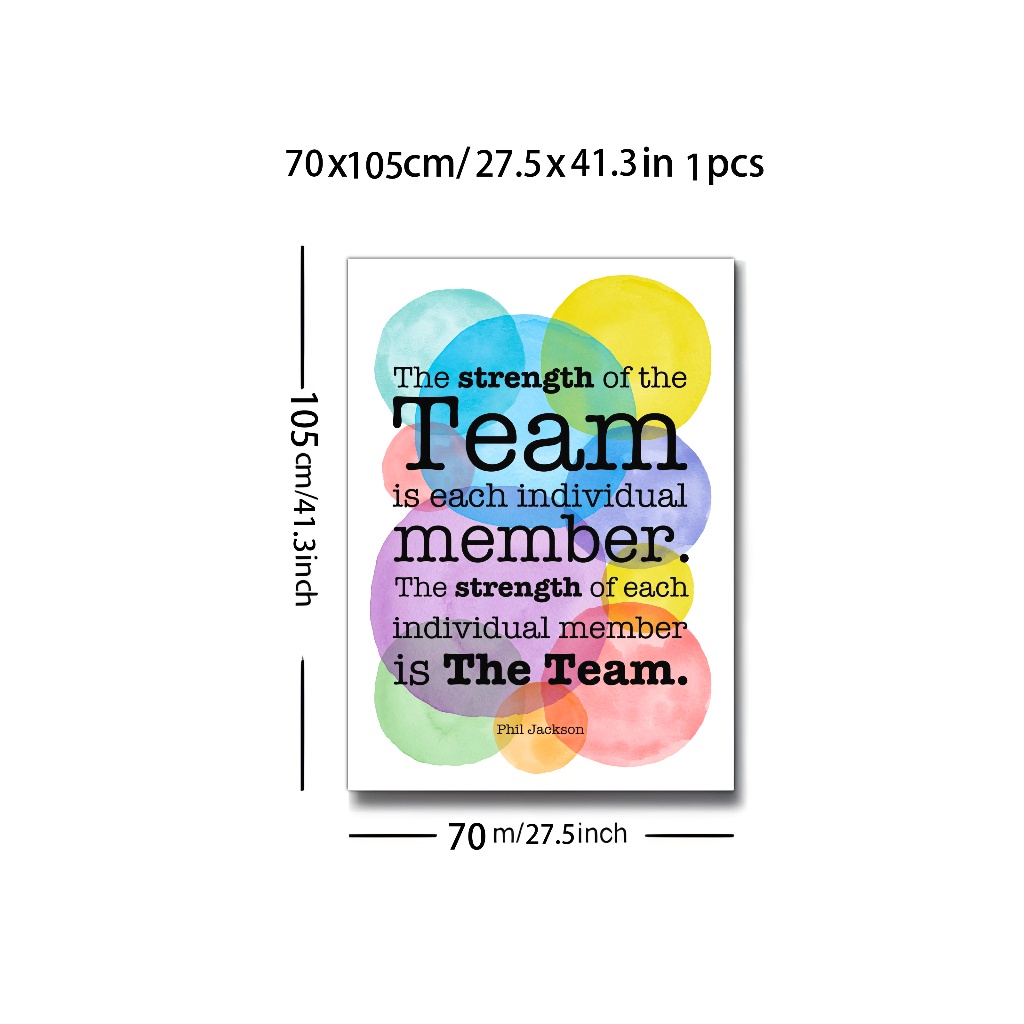 70x105cm/27.5x41.3in 1pcs
105cm/41.3inch
The strength of the
Team
is each individual
member.
The strength of each
individual member
is The Team.
Phil Jackson
70 m/27.5inch